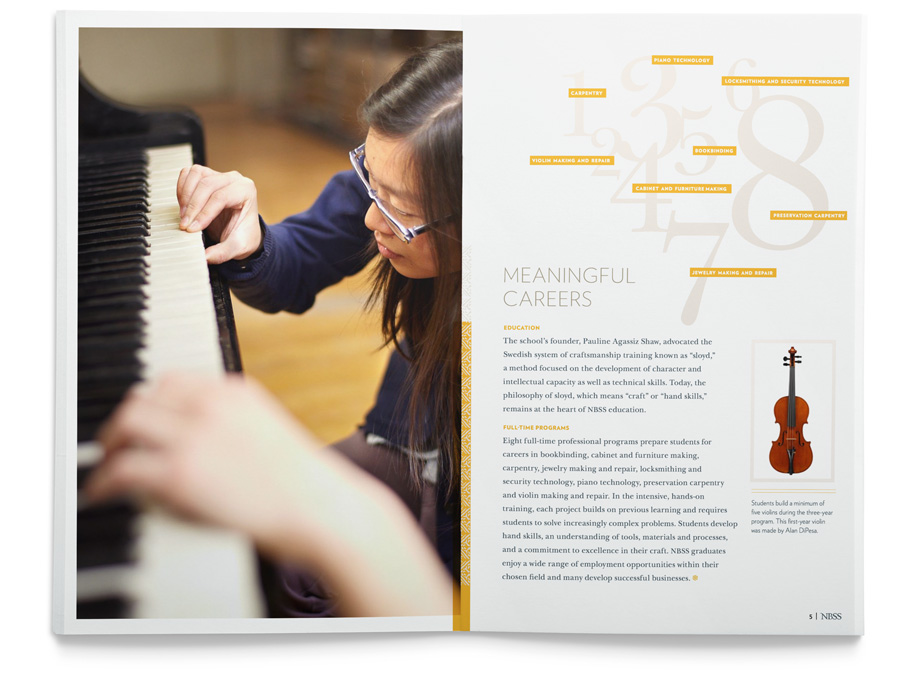 PIANO TECHNOLOGY
LOCKSMITHING AND SECURITY TECHNOLOGY
CARPENTRY
BOOKBINDING
VIOLIN MAKING AND REPAIR
CABINET AND FURNITURE MAKING
PRESERVATION CARPENTRY
JEWELRY MAKING AND REPAIR
1
2
3
4
5
6
7
8
MEANINGFUL
CAREERS
EDUCATION
The school's founder, Pauline Agassiz Shaw, advocated the
Swedish system of craftsmanship training known as “sloyd,”
a method focused on the development of character and
intellectual capacity as well as technical skills. Today, the
philosophy of sloyd, which means “craft” or “hand skills,”
remains at the heart of NBSS education.
FULL-TIME PROGRAMS
Eight full-time professional programs prepare students for
careers in bookbinding, cabinet and furniture making,
carpentry, jewelry making and repair, locksmithing and
security technology, piano technology, preservation carpentry
and violin making and repair. In the intensive, hands-on
training, each project builds on previous learning and requires
students to solve increasingly complex problems. Students develop
hand skills, an understanding of tools, materials and processes,
and a commitment to excellence in their craft. NBSS graduates
enjoy a wide range of employment opportunities within their
chosen field and many develop successful businesses.
Students build a minimum of
five violins during the three-year
program. This first-year violin
was made by Alan DiPesa.
5 | NBSS